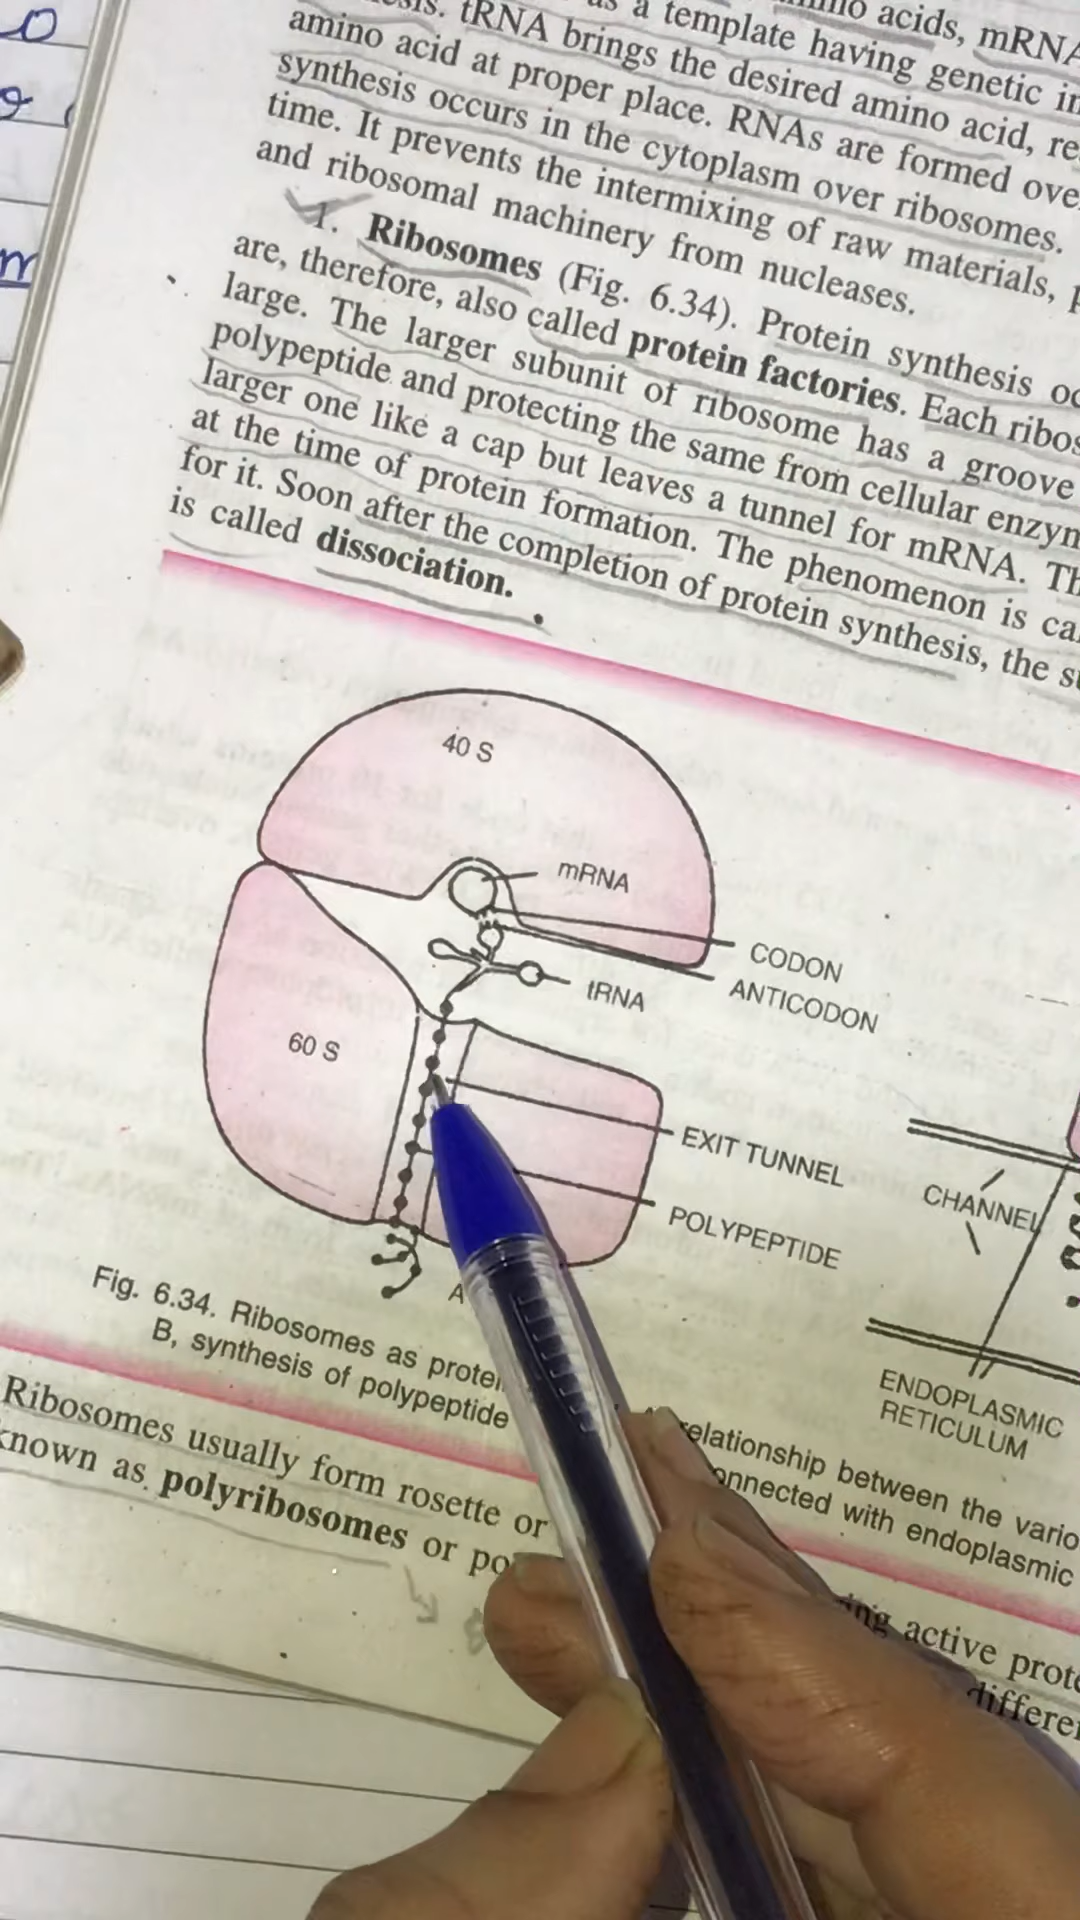 acids, mRNA
as a template having genetic in
tRNA brings the desired amino acid, re
amino acid at proper place. RNAs are formed ove
synthesis occurs in the cytoplasm over ribosomes.
time. It prevents the intermixing of raw materials, p
and ribosomal machinery from nucleases.
1. Ribosomes (Fig. 6.34). Protein synthesis oc
are, therefore, also called protein factories. Each ribos
large. The larger subunit of ribosome has a groove
polypeptide and protecting the same from cellular enzyn
larger one like a cap but leaves a tunnel for mRNA. Th
at the time of protein formation. The phenomenon is ca
for it. Soon after the completion of protein synthesis, the su
is called dissociation.
40 S
mRNA
CODON
ANTICODON
tRNA
60 S
EXIT TUNNEL
POLYPEPTIDE
A
CHANNEL
ENDOPLASMIC
RETICULUM
Fig. 6.34. Ribosomes as protei
B, synthesis of polypeptide
relationship between the vario
onnected with endoplasmic
Ribosomes usually form rosette or
known as polyribosomes or po
ing active prote
differe